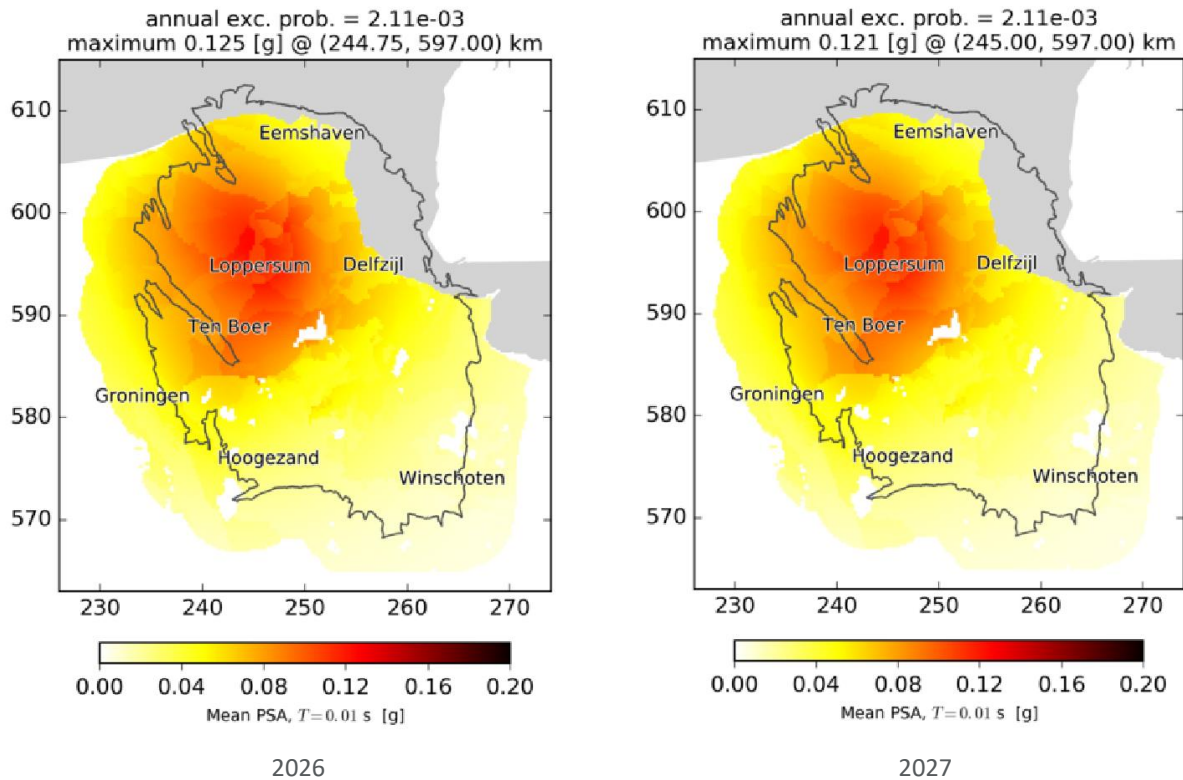 annual exc. prob. = 2.11e-03
maximum 0.125 [g] @ (244.75, 597.00) km
610
600
590
580
570
Eemshaven
Loppersum
Delfzijl
Ten Boer
Groningen
Hoogezand
Winschoten
230 240 250 260 270
0.00 0.04 0.08 0.12 0.16 0.20
Mean PSA, T=0.01 s [g]
2026
annual exc. prob. = 2.11e-03
maximum 0.121 [g] @ (245.00, 597.00) km
610
600
590
580
570
Eemshaven
Loppersum
Delfzijl
Ten Boer
Groningen
Hoogezand
Winschoten
230 240 250 260 270
0.00 0.04 0.08 0.12 0.16 0.20
Mean PSA, T=0.01 s [g]
2027